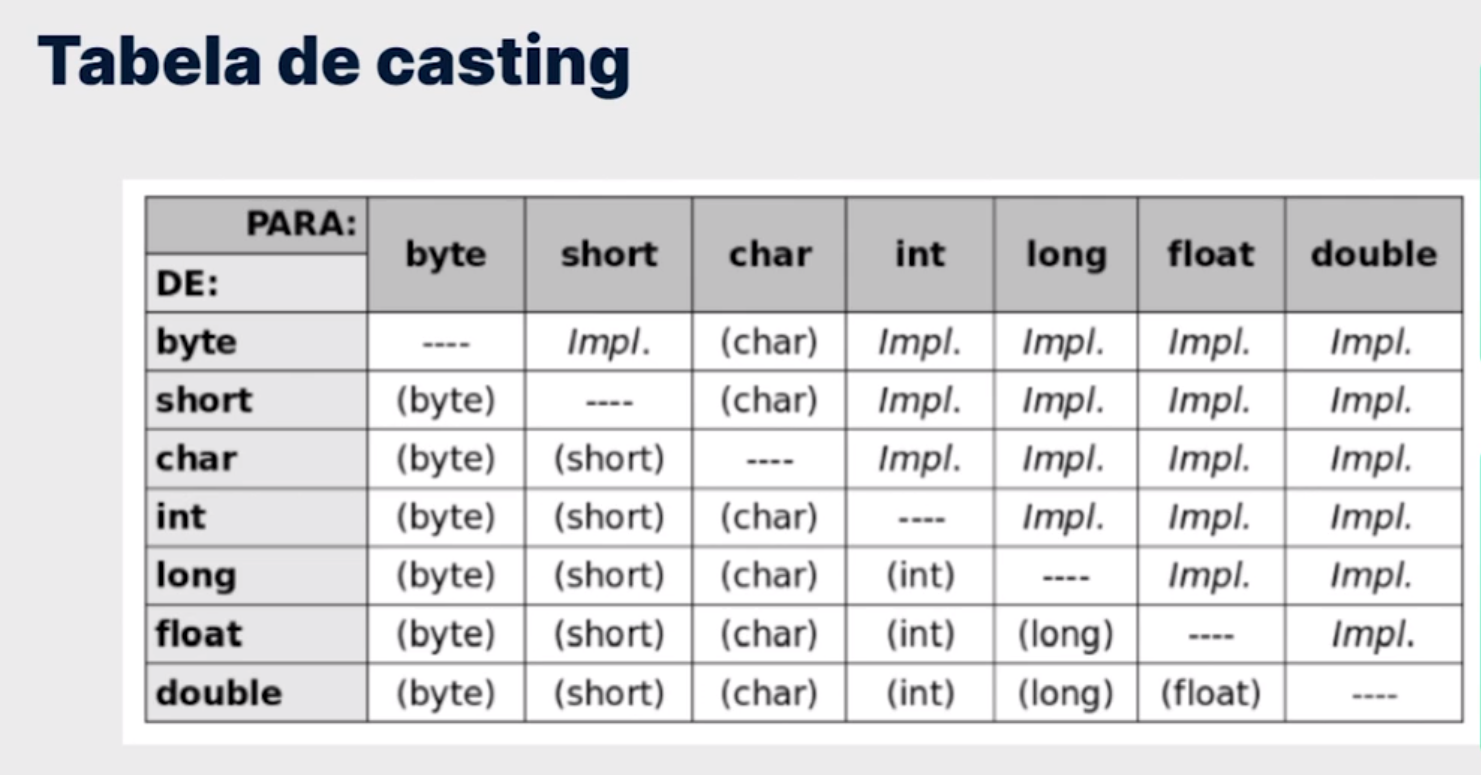 Tabela de casting
PARA:
DE:
byte short char int long float double
byte ---- Impl. (char) Impl. Impl. Impl. Impl.
short (byte) ---- (char) Impl. Impl. Impl. Impl.
char (byte) (short) ---- Impl. Impl. Impl. Impl.
int (byte) (short) (char) ---- Impl. Impl. Impl.
long (byte) (short) (char) (int) ---- Impl. Impl.
float (byte) (short) (char) (int) (long) ---- Impl.
double (byte) (short) (char) (int) (long) (float) ----